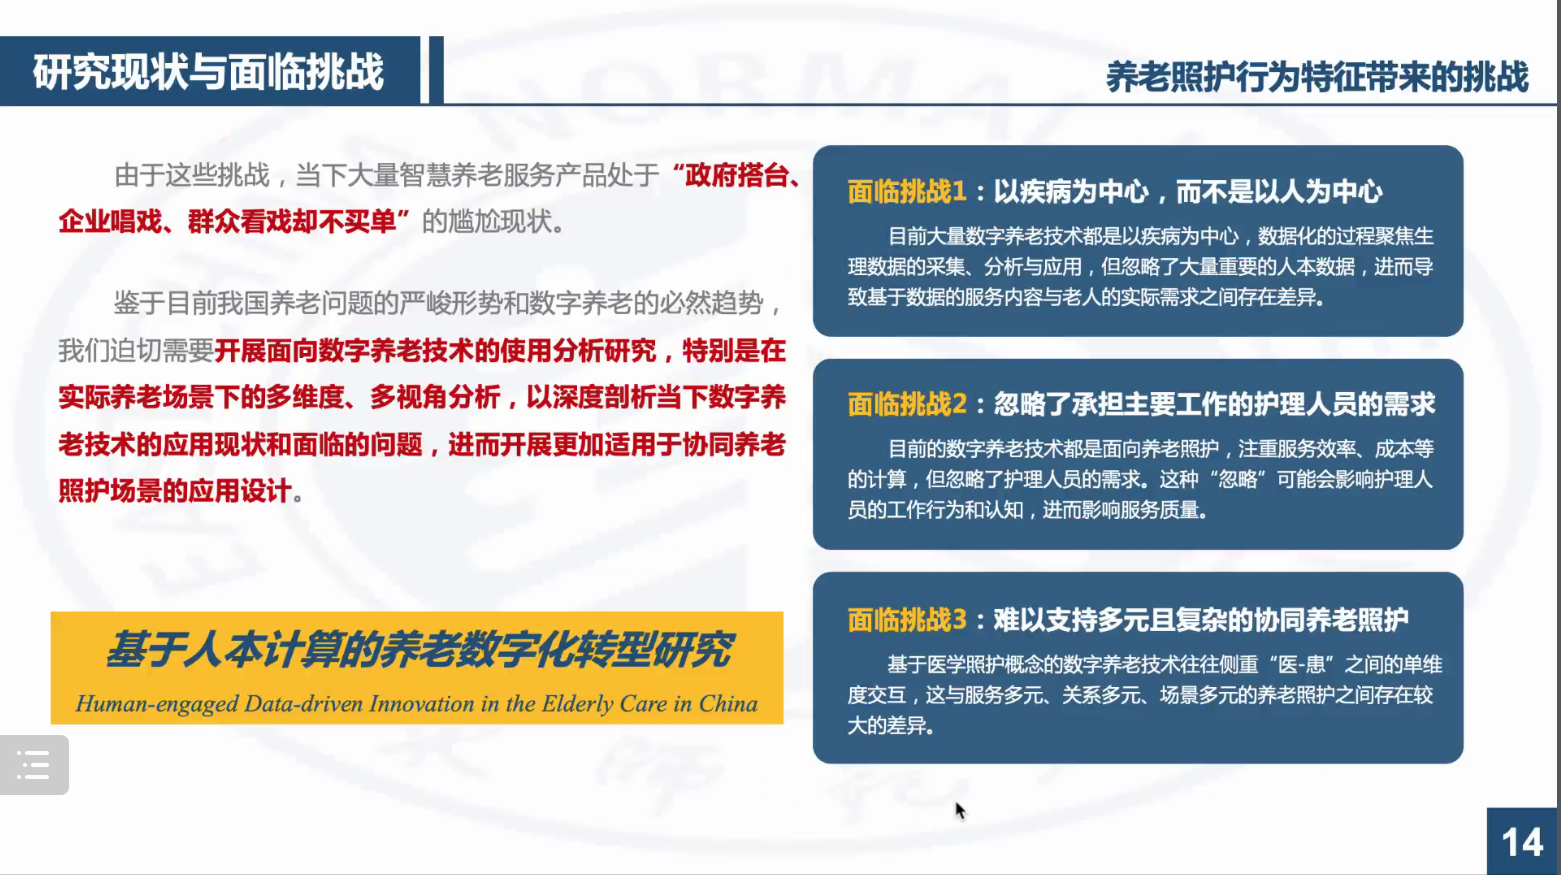 研究现状与面临挑战
养老照护行为特征带来的挑战
由于这些挑战，当下大量智慧养老服务产品处于“政府搭台、
企业唱戏、群众看戏却不买单”的尴尬现状。
鉴于目前我国养老问题的严峻形势和数字养老的必然趋势，
我们迫切需要开展面向数字养老技术的使用分析研究，特别是在
实际养老场景下的多维度、多视角分析，以深度剖析当下数字养
老技术的应用现状和面临的问题，进而开展更加适用于协同养老
照护场景的应用设计。
基于人本计算的养老数字化转型研究
Human-engaged Data-driven Innovation in the Elderly Care in China
面临挑战1：以疾病为中心，而不是以人为中心
目前大量数字养老技术都是以疾病为中心，数据化的过程聚焦生
理数据的采集、分析与应用，但忽略了大量重要的人本数据，进而导
致基于数据的服务内容与老人的实际需求之间存在差异。
面临挑战2：忽略了承担主要工作的护理人员的需求
目前的数字养老技术都是面向养老照护，注重服务效率、成本等
的计算，但忽略了护理人员的需求。这种“忽略”可能会影响护理人
员的工作行为和认知，进而影响服务质量。
面临挑战3：难以支持多元且复杂的协同养老照护
基于医学照护概念的数字养老技术往往侧重“医-患”之间的单维
度交互，这与服务多元、关系多元、场景多元的养老照护之间存在较
大的差异。
14